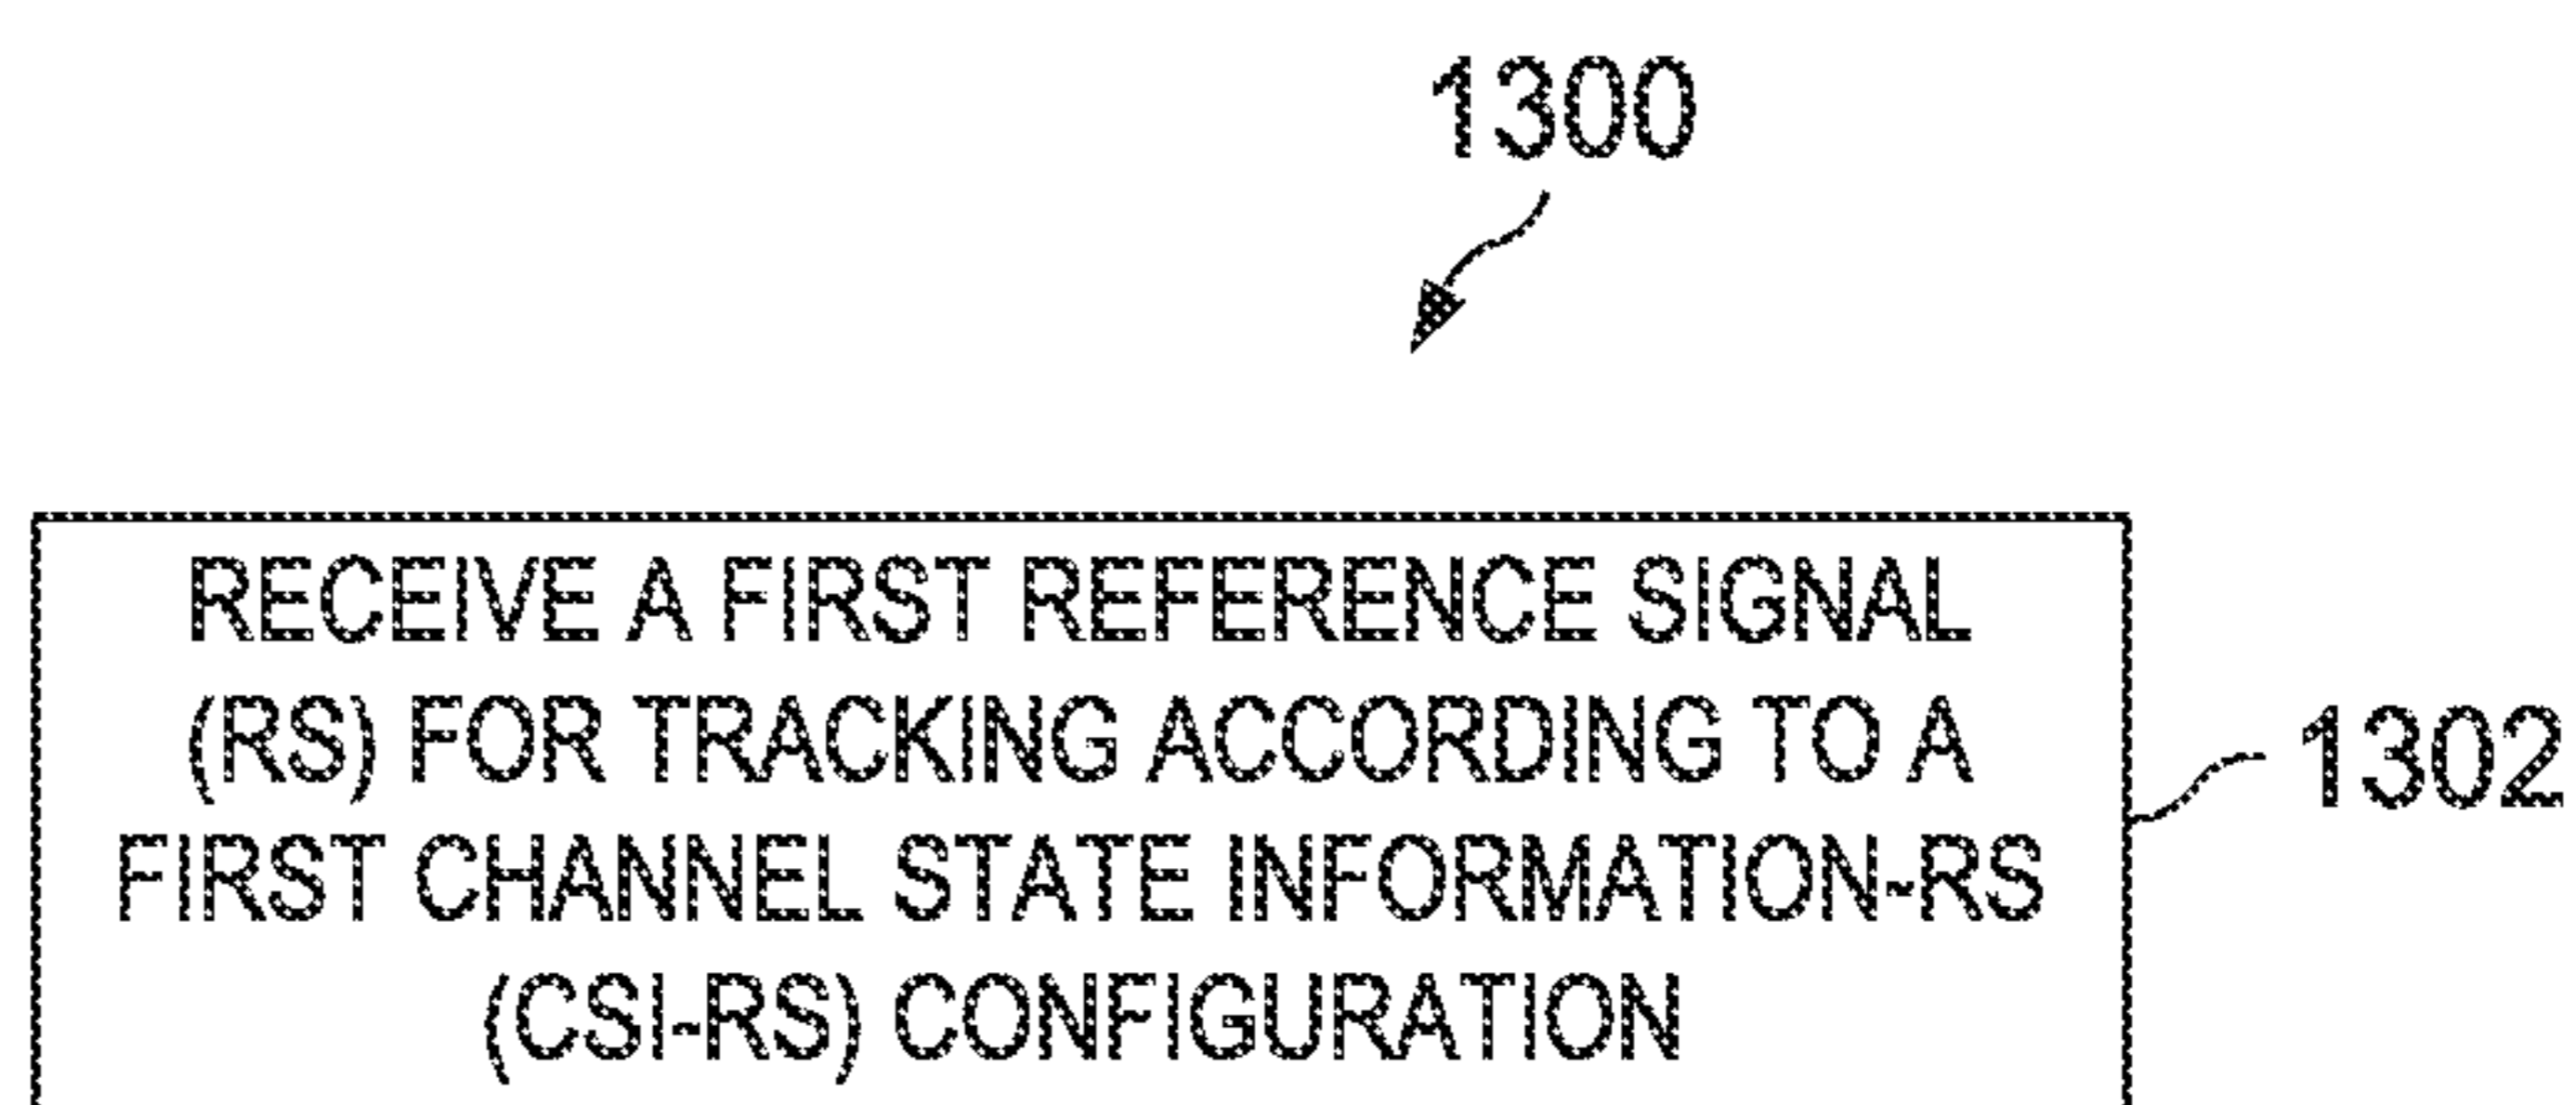 1300
RECEIVE A FIRST REFERENCE SIGNAL
(RS) FOR TRACKING ACCORDING TO A
FIRST CHANNEL STATE INFORMATION-RS
(CSI-RS) CONFIGURATION
1302